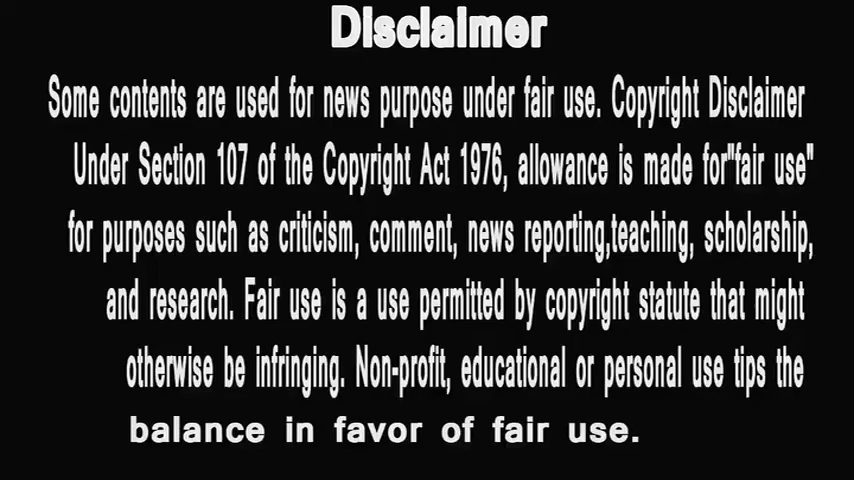 Disclaimer
Some contents are used for news purpose under fair use. Copyright Disclaimer
Under Section 107 of the Copyright Act 1976, allowance is made for"fair use"
for purposes such as criticism, comment, news reporting,teaching, scholarship,
and research. Fair use is a use permitted by copyright statute that might
otherwise be infringing. Non-profit, educational or personal use tips the
balance in favor of fair use.